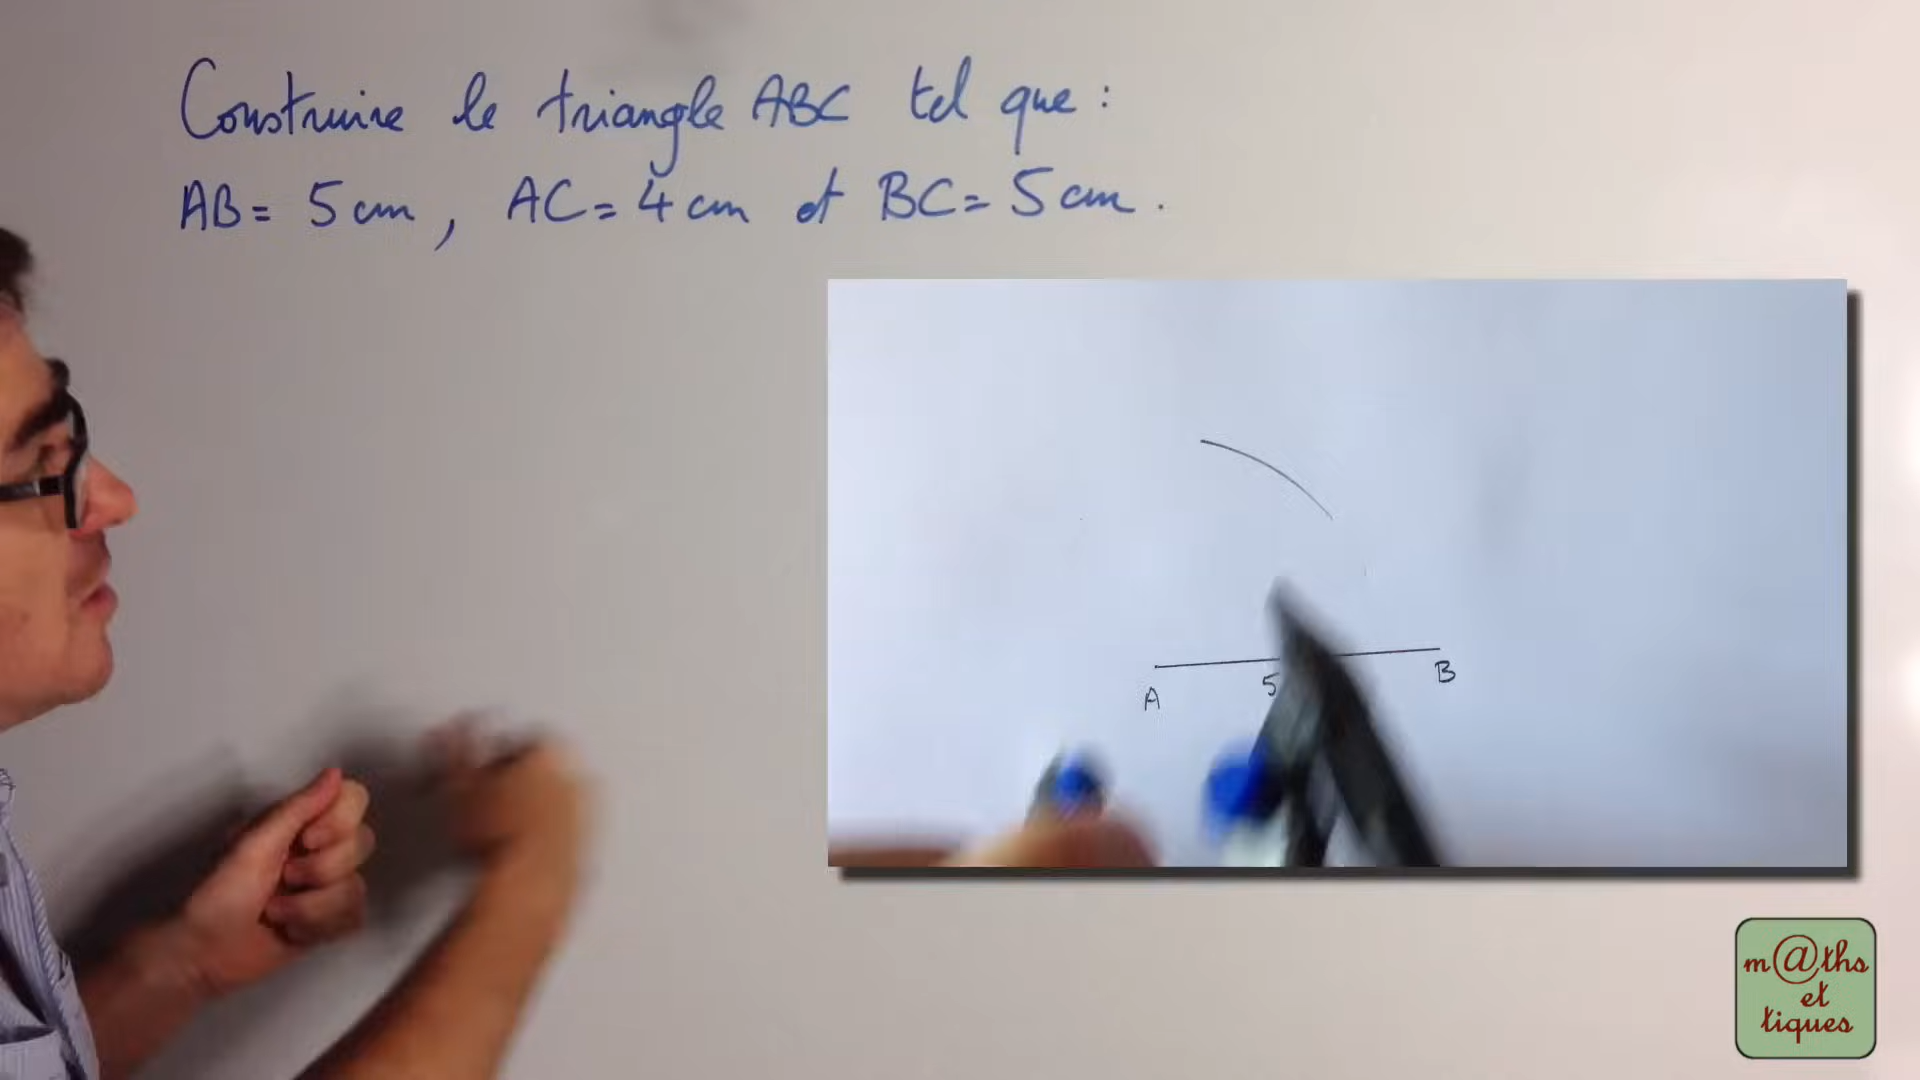 Construire le triangle ABC tel que :
AB = 5 cm , AC = 4 cm et BC = 5 cm .
A 5 B
m@ths
et
tiques